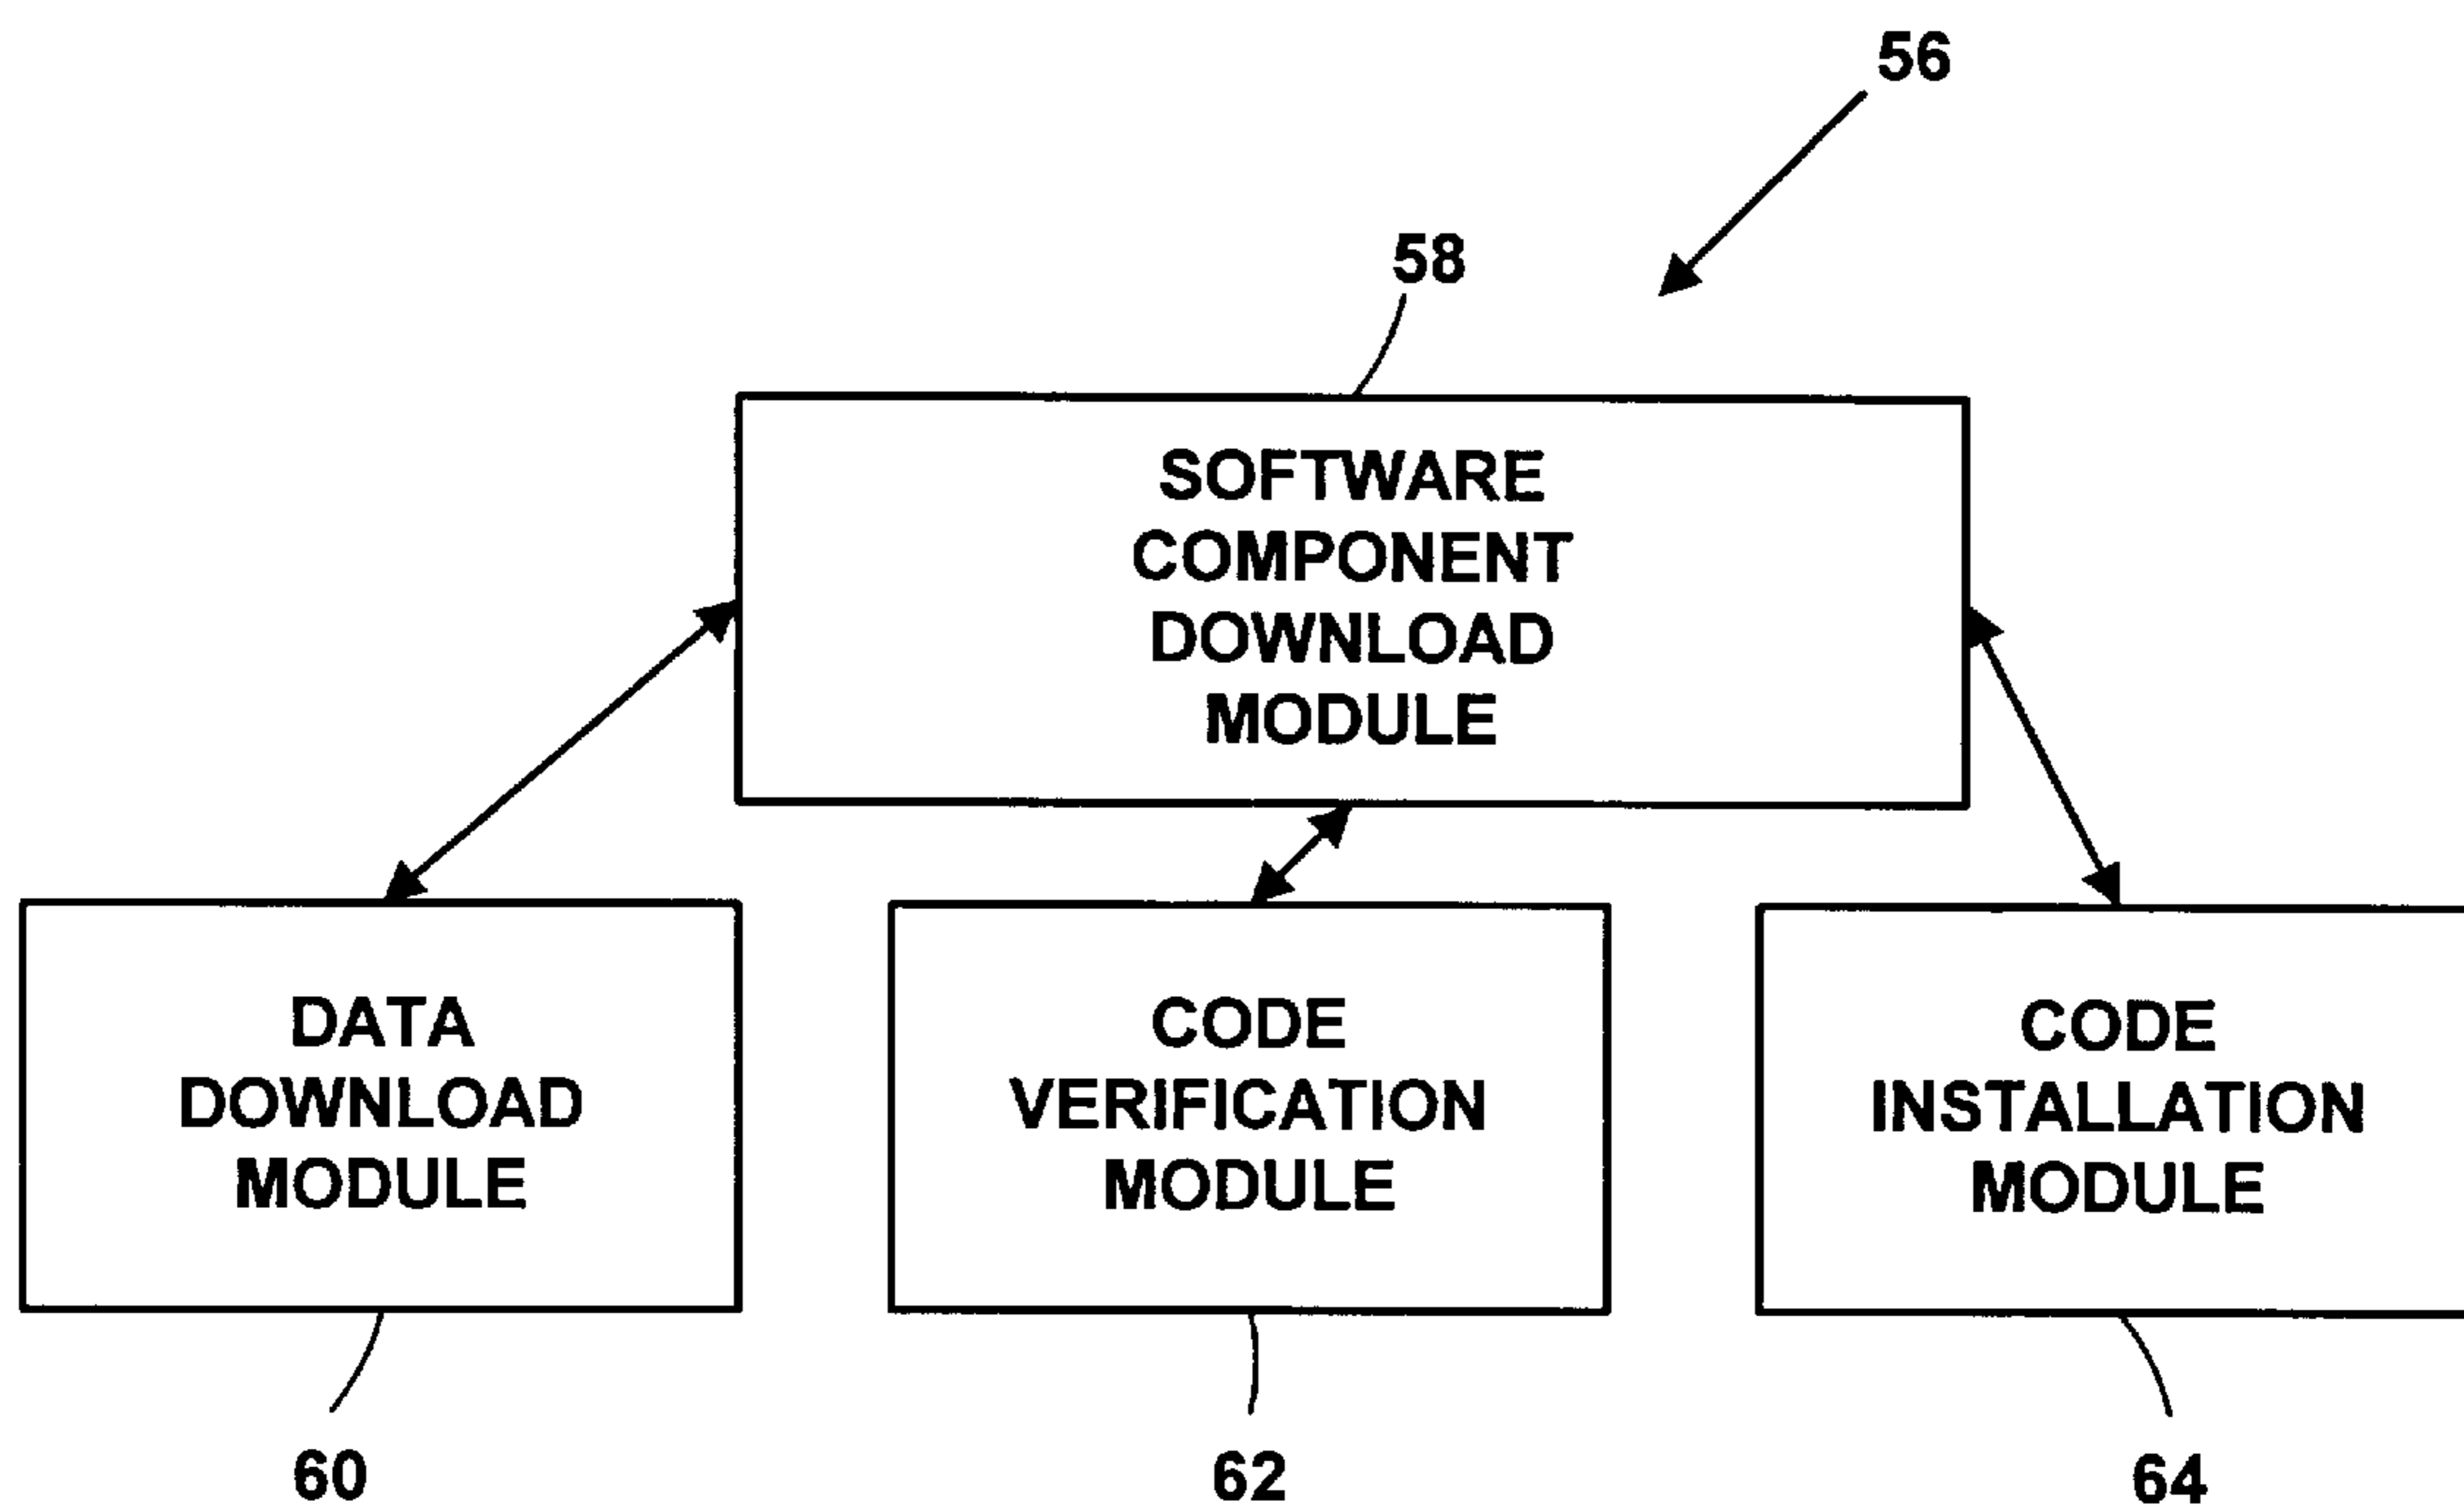 56
58
SOFTWARE
COMPONENT
DOWNLOAD
MODULE
DATA
DOWNLOAD
MODULE
CODE
VERIFICATION
MODULE
CODE
INSTALLATION
MODULE
60
62
64